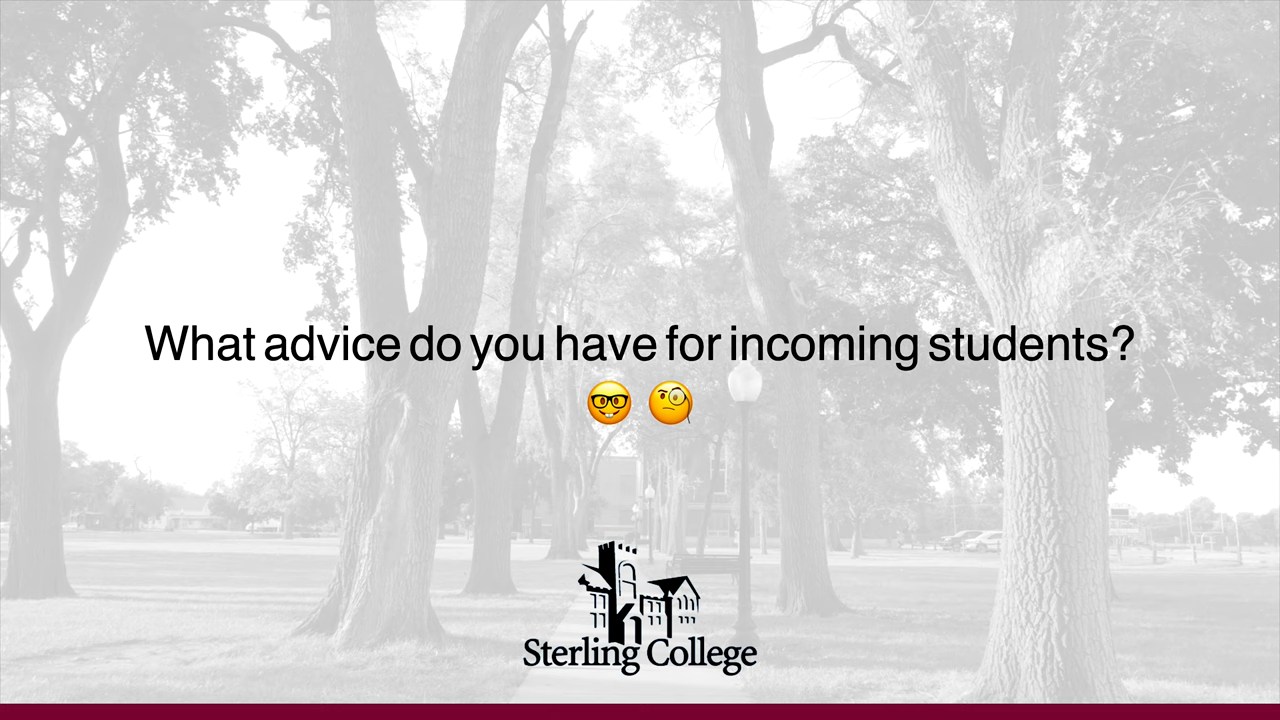 What advice do you have for incoming students?
🤓 🧐
Sterling College